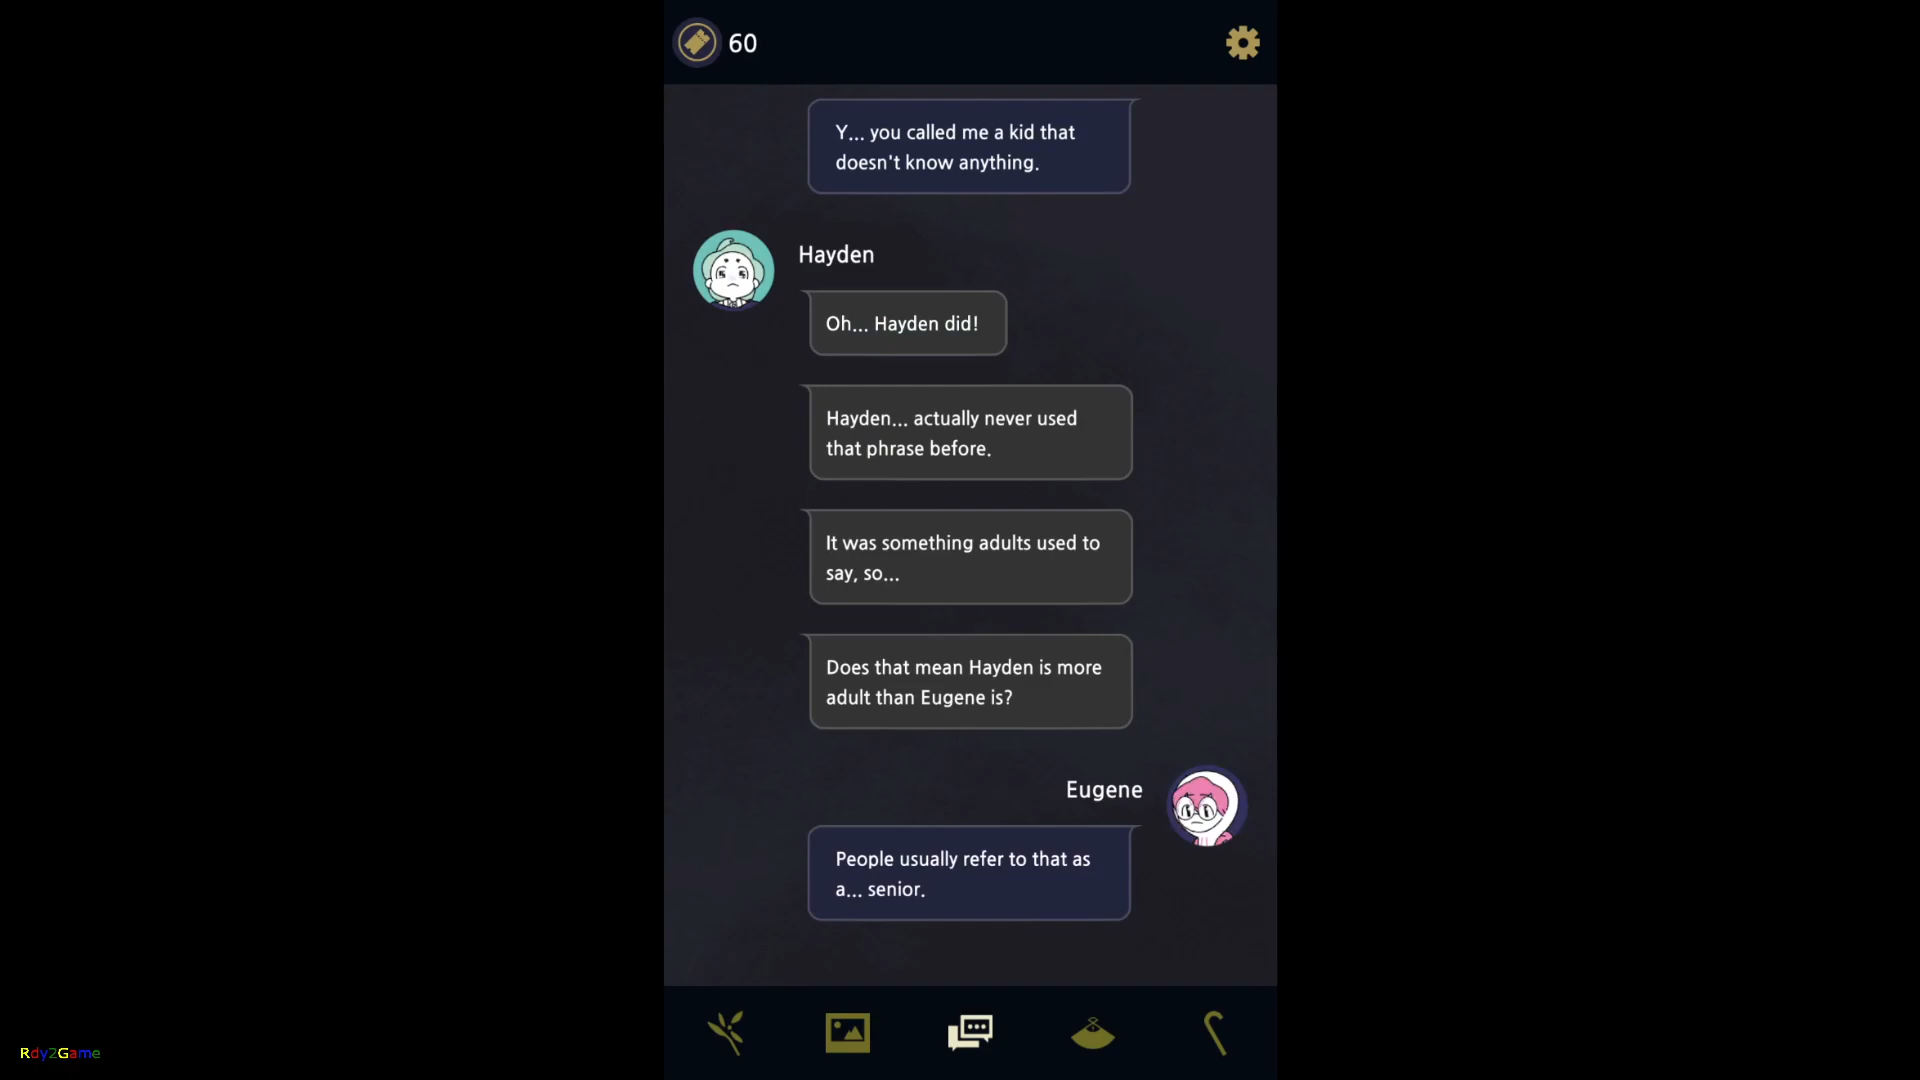 60
Y... you called me a kid that
doesn't know anything.
Hayden
Oh... Hayden did!
Hayden... actually never used
that phrase before.
It was something adults used to
say, so...
Does that mean Hayden is more
adult than Eugene is?
Eugene
People usually refer to that as
a... senior.
Rdy2Game